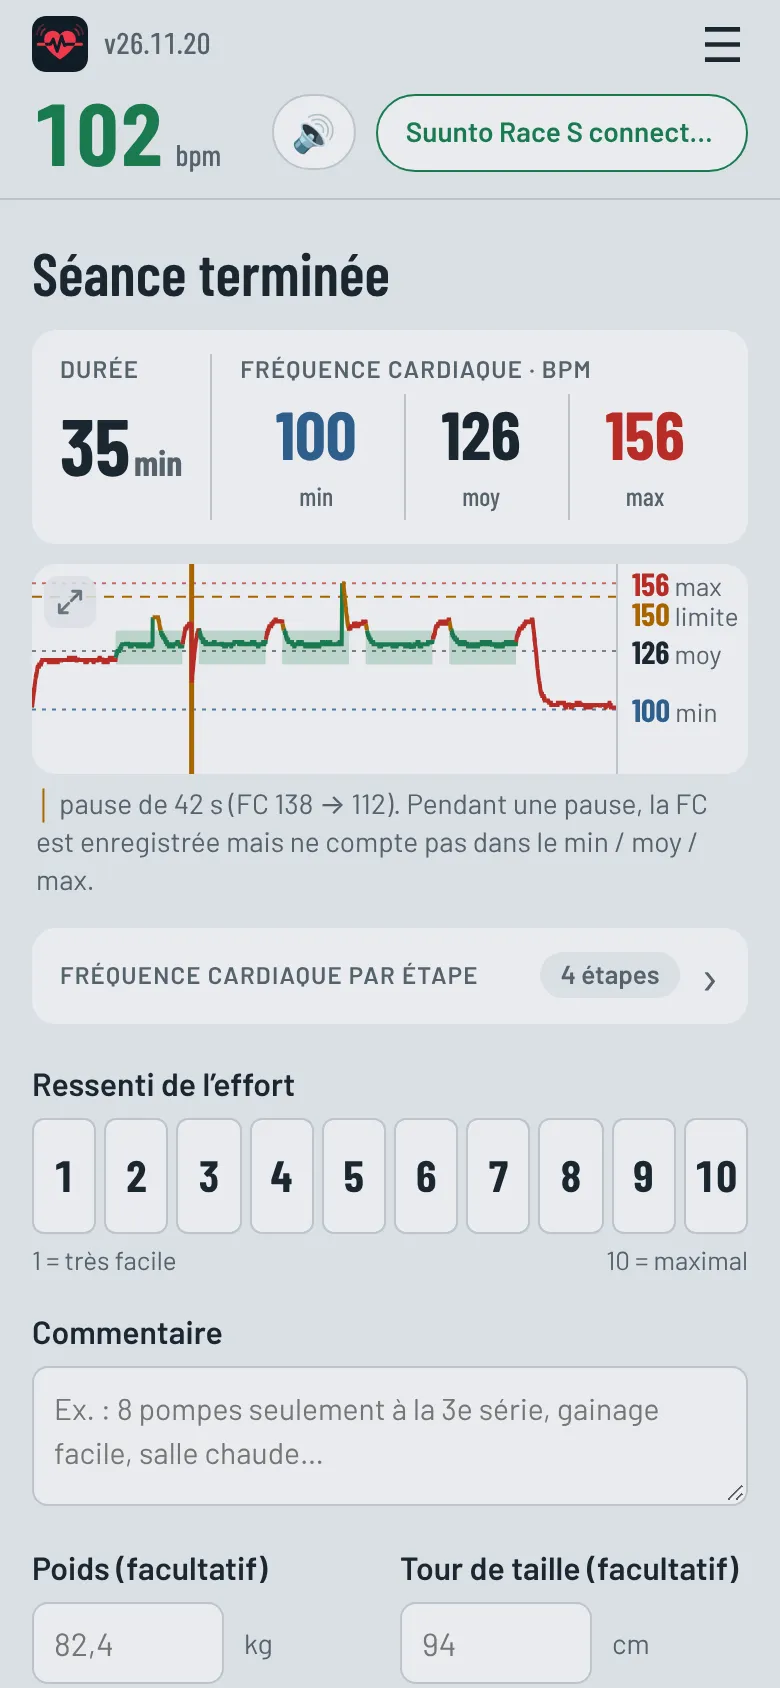 v26.11.20
102 bpm
Suunto Race S connect...
Séance terminée
DURÉE
35 min
FRÉQUENCE CARDIAQUE · BPM
100
min
126
moy
156
max
156 max
150 limite
126 moy
100 min
pause de 42 s (FC 138 → 112). Pendant une pause, la FC
est enregistrée mais ne compte pas dans le min / moy /
max.
FRÉQUENCE CARDIAQUE PAR ÉTAPE
4 étapes
Ressenti de l’effort
1 2 3 4 5 6 7 8 9 10
1 = très facile
10 = maximal
Commentaire
Ex. : 8 pompes seulement à la 3e série, gainage
facile, salle chaude...
Poids (facultatif)
82,4 kg
Tour de taille (facultatif)
94 cm